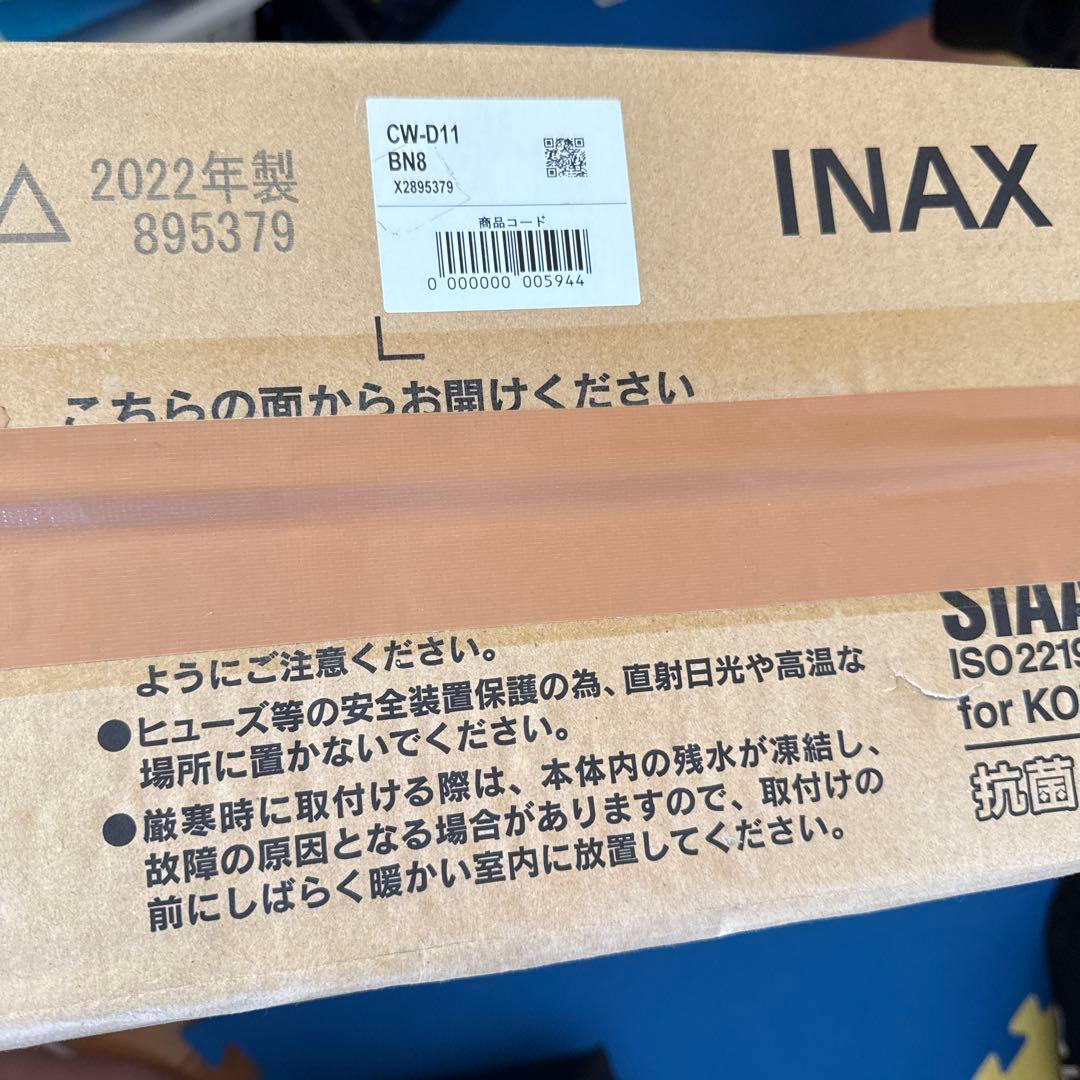 2022年製
895379
CW-D11
BN8
X2895379
商品コード
0 000000 005944
INAX
こちらの面からお開けください
ようにご注意ください。
●ヒューズ等の安全装置保護の為、直射日光や高温な
場所に置かないでください。
●厳寒時に取付ける際は、本体内の残水が凍結し、
故障の原因となる場合がありますので、取付けの
前にしばらく暖かい室内に放置してください。
ISO2219
for KO
抗菌